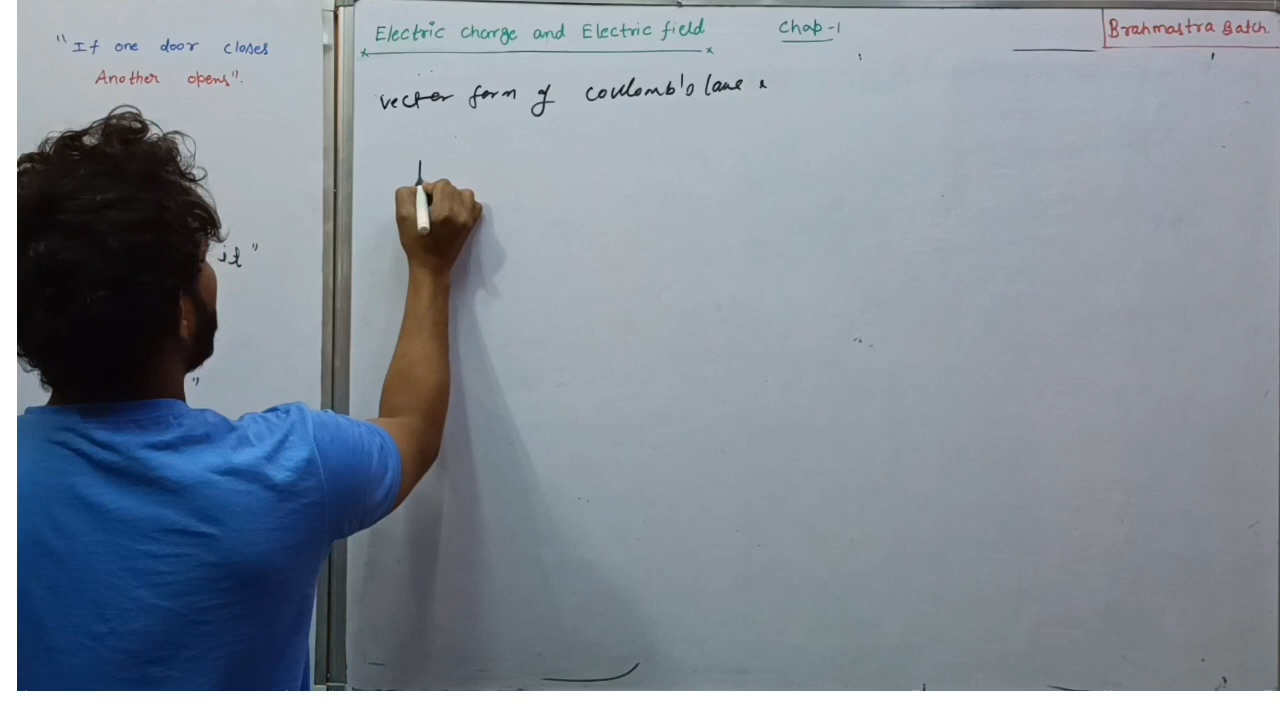 "If one door closes
Another opens".
it"
"
Electric charge and Electric field
Chap-1
Brahmastra Batch.
vector form of coulomb's law